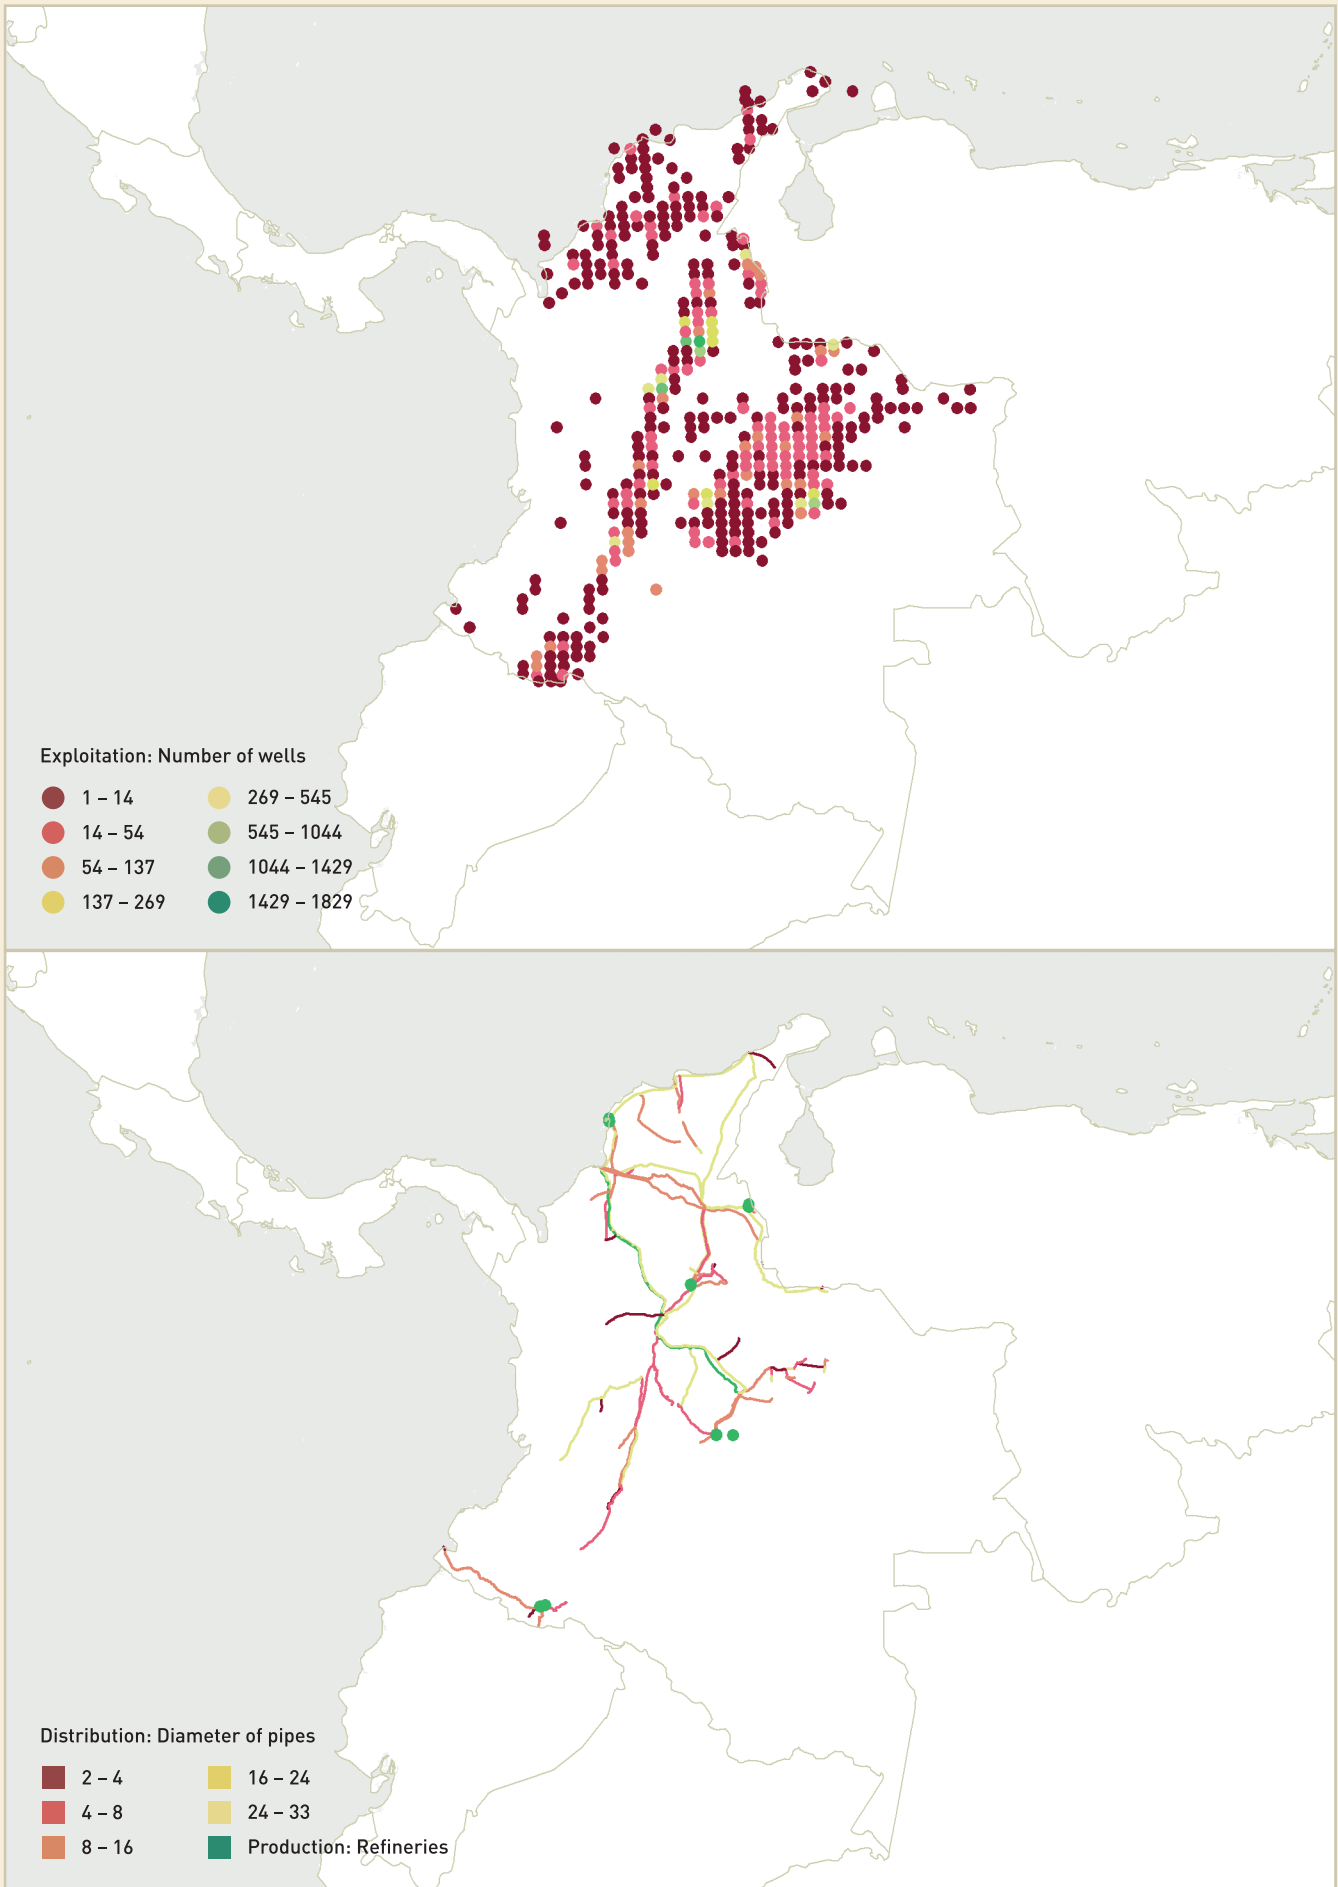 Exploitation: Number of wells
1 – 14
14 – 54
54 – 137
137 – 269
269 – 545
545 – 1044
1044 – 1429
1429 – 1829
Distribution: Diameter of pipes
2 – 4
4 – 8
8 – 16
16 – 24
24 – 33
Production: Refineries